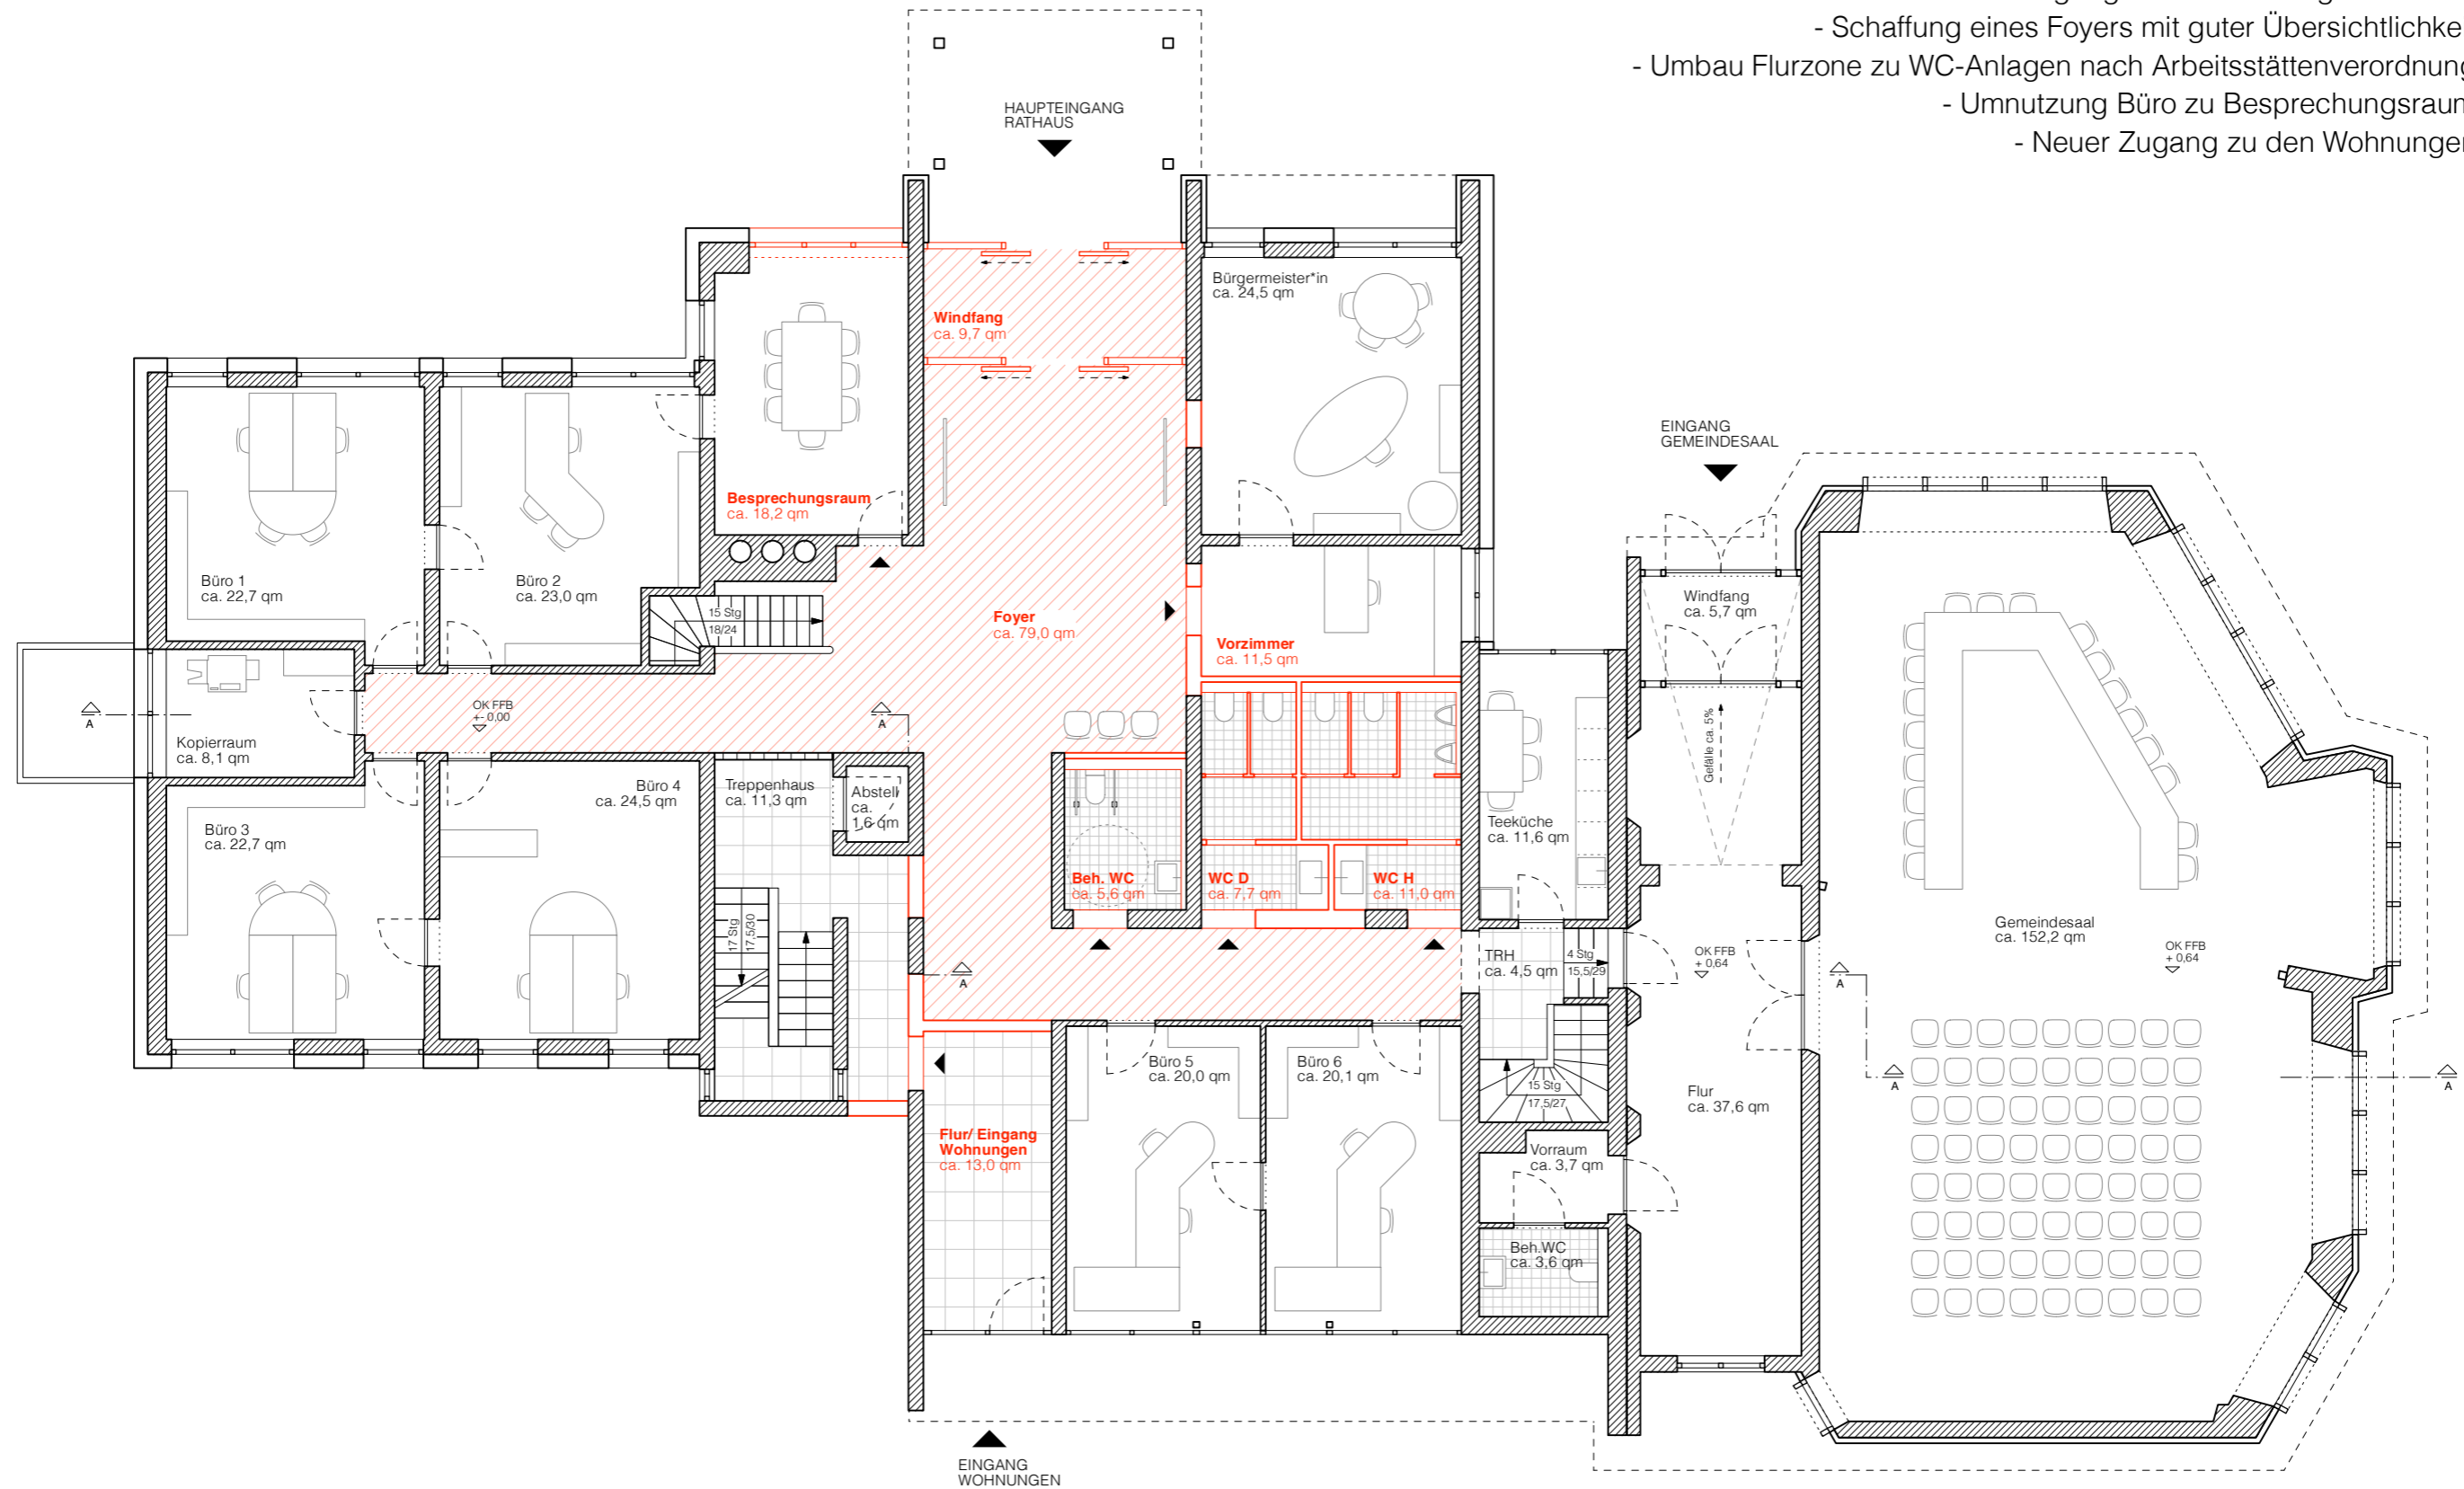 - Schaffung eines Foyers mit guter Übersichtlichke
- Umbau Flurzone zu WC-Anlagen nach Arbeitsstättenverordnung
- Umnutzung Büro zu Besprechungsraum
- Neuer Zugang zu den Wohnungen
HAUPTEINGANG
RATHAUS
Bürgermeister*in
ca. 24,5 qm
Windfang
ca. 9,7 qm
Besprechungsraum
ca. 18,2 qm
EINGANG
GEMEINDESAAL
Büro 1
ca. 22,7 qm
Büro 2
ca. 23,0 qm
15 Stg
18/24
Foyer
ca. 79,0 qm
Vorzimmer
ca. 11,5 qm
Windfang
ca. 5,7 qm
Gefälle ca. 5%
OK FFB
+- 0,00
A
A
Kopierraum
ca. 8,1 qm
Büro 4
ca. 24,5 qm
Treppenhaus
ca. 11,3 qm
Abstell
ca.
1,6 qm
Büro 3
ca. 22,7 qm
Teeküche
ca. 11,6 qm
Beh. WC
ca. 5,6 qm
WC D
ca. 7,7 qm
WC H
ca. 11,0 qm
17 Stg
17,5/30
Gemeindesaal
ca. 152,2 qm
OK FFB
+ 0,64
OK FFB
+ 0,64
TRH
ca. 4,5 qm
4 Stg
15,5/29
A
A
Büro 5
ca. 20,0 qm
Büro 6
ca. 20,1 qm
15 Stg
17,5/27
Flur
ca. 37,6 qm
A
A
Flur/ Eingang
Wohnungen
ca. 13,0 qm
Vorraum
ca. 3,7 qm
Beh.WC
ca. 3,6 qm
EINGANG
WOHNUNGEN